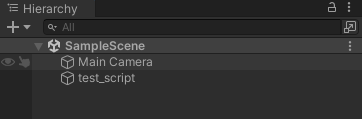 Hierarchy
All
SampleScene
Main Camera
test_script